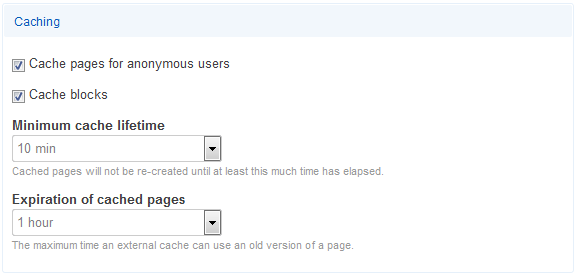 Caching
Cache pages for anonymous users
Cache blocks
Minimum cache lifetime
10 min
Cached pages will not be re-created until at least this much time has elapsed.
Expiration of cached pages
1 hour
The maximum time an external cache can use an old version of a page.